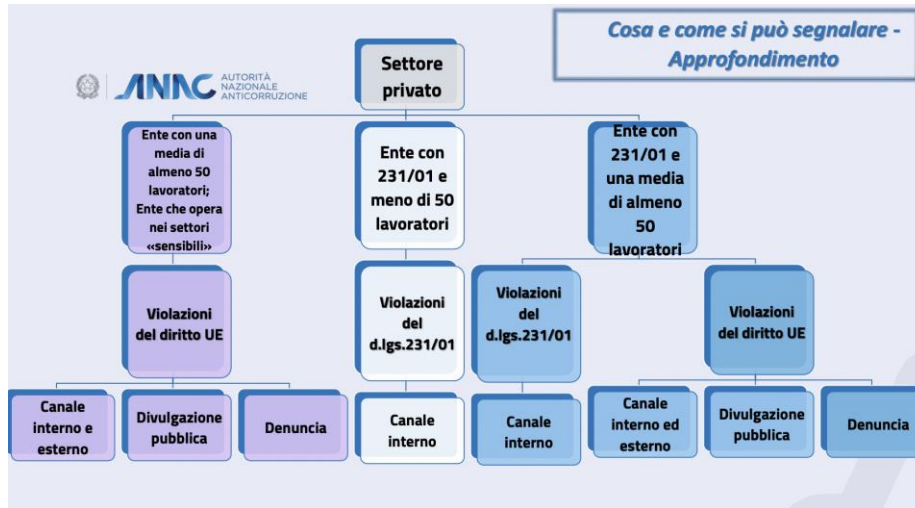 Cosa e come si può segnalare -
Approfondimento
ANAC
AUTORITÀ
NAZIONALE
ANTICORRUZIONE
Settore
privato
Ente con una
media di
almeno 50
lavoratori;
Ente che opera
nei settori
«sensibili»
Ente con
231/01 e
meno di 50
lavoratori
Ente con
231/01 e
una media
di almeno
50
lavoratori
Violazioni
del diritto UE
Violazioni
del
d.lgs.231/01
Violazioni
del
d.lgs.231/01
Violazioni
del diritto UE
Canale
interno e
esterno
Divulgazione
pubblica
Denuncia
Canale
interno
Canale
interno
Canale
interno ed
esterno
Divulgazione
pubblica
Denuncia